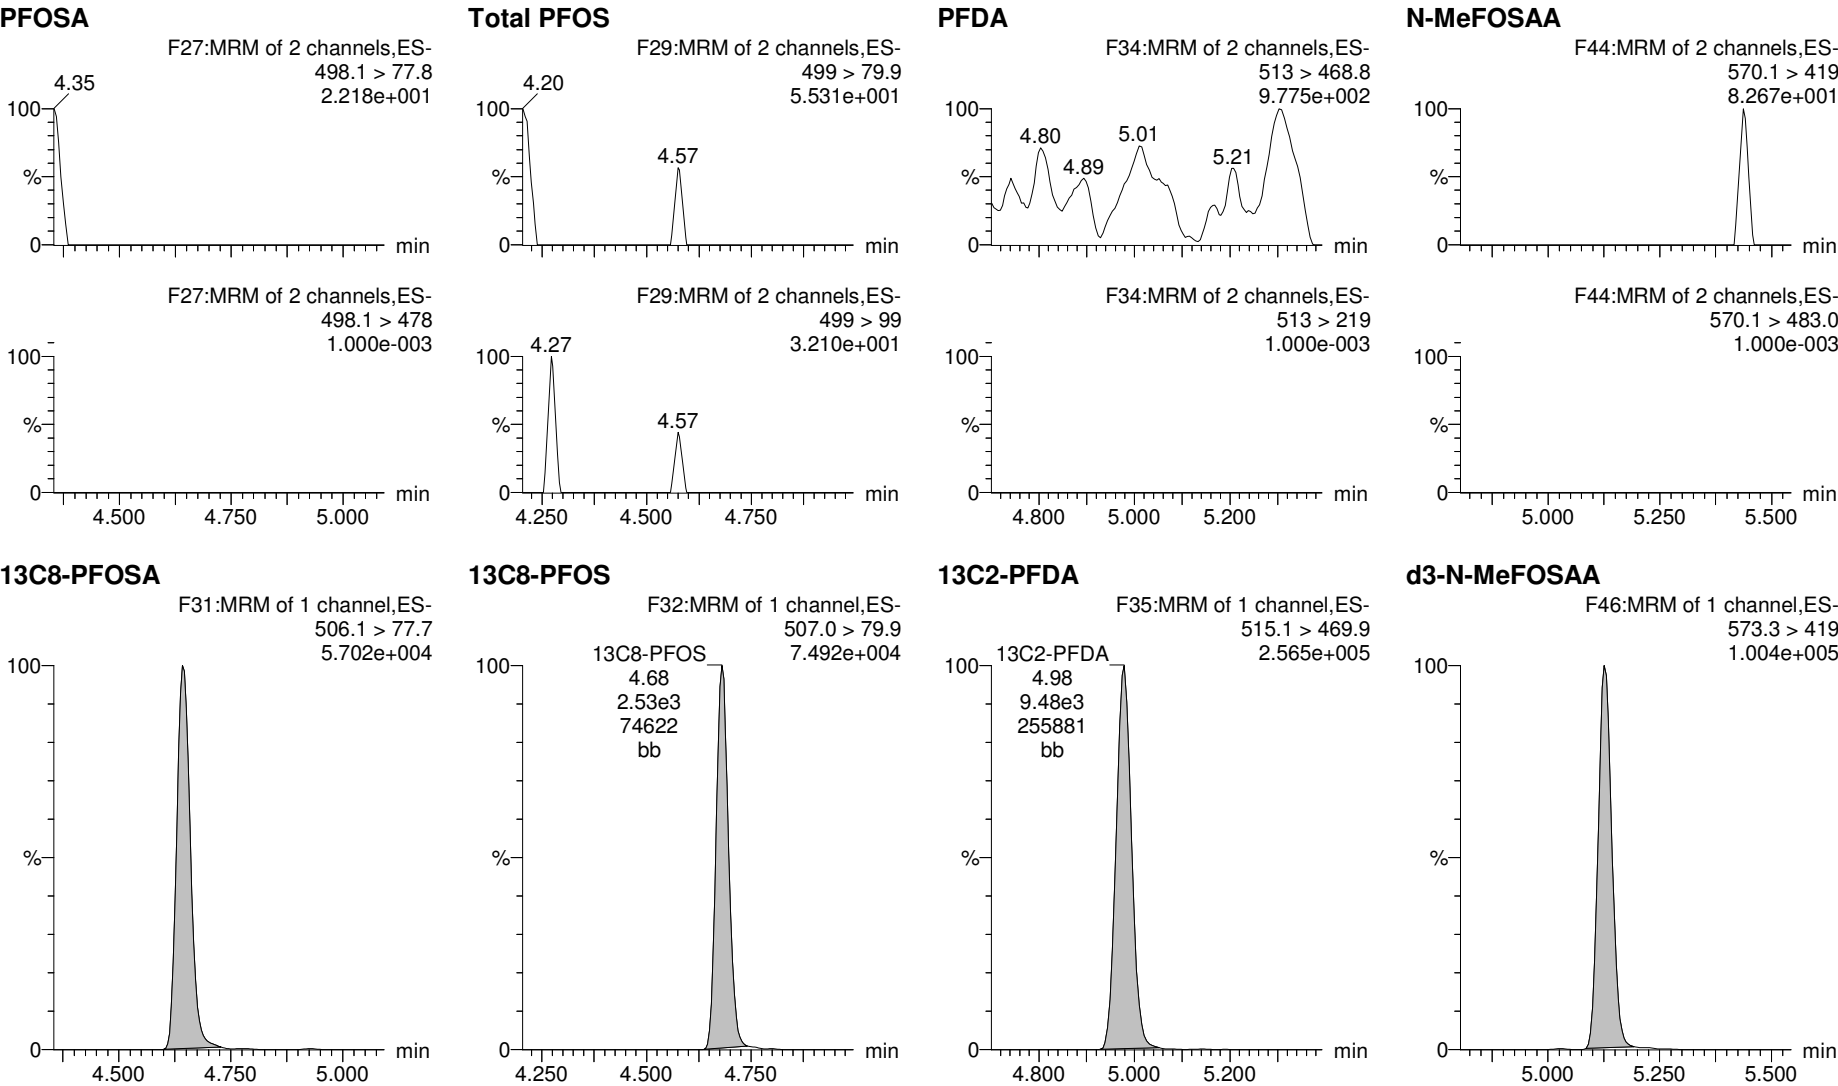 PFOSA
F27:MRM of 2 channels,ES-
498.1 > 77.8
2.218e+001
4.35
100
%
0
min
F27:MRM of 2 channels,ES-
498.1 > 478
1.000e-003
100
%
0
min
4.500 4.750 5.000
Total PFOS
F29:MRM of 2 channels,ES-
499 > 79.9
5.531e+001
4.20
100
4.57
%
0
min
F29:MRM of 2 channels,ES-
499 > 99
3.210e+001
4.27
100
4.57
%
0
min
4.250 4.500 4.750
PFDA
F34:MRM of 2 channels,ES-
513 > 468.8
9.775e+002
100
4.80
4.89
5.01
5.21
%
0
min
F34:MRM of 2 channels,ES-
513 > 219
1.000e-003
100
%
0
min
4.800 5.000 5.200
N-MeFOSAA
F44:MRM of 2 channels,ES-
570.1 > 419
8.267e+001
100
%
0
min
F44:MRM of 2 channels,ES-
570.1 > 483.0
1.000e-003
100
%
0
min
5.000 5.250 5.500
13C8-PFOSA
F31:MRM of 1 channel,ES-
506.1 > 77.7
5.702e+004
100
%
0
min
4.500 4.750 5.000
13C8-PFOS
F32:MRM of 1 channel,ES-
507.0 > 79.9
7.492e+004
13C8-PFOS
4.68
2.53e3
74622
bb
100
%
0
min
4.250 4.500 4.750
13C2-PFDA
F35:MRM of 1 channel,ES-
515.1 > 469.9
2.565e+005
13C2-PFDA
4.98
9.48e3
255881
bb
100
%
0
min
4.800 5.000 5.200
d3-N-MeFOSAA
F46:MRM of 1 channel,ES-
573.3 > 419
1.004e+005
100
%
0
min
5.000 5.250 5.500